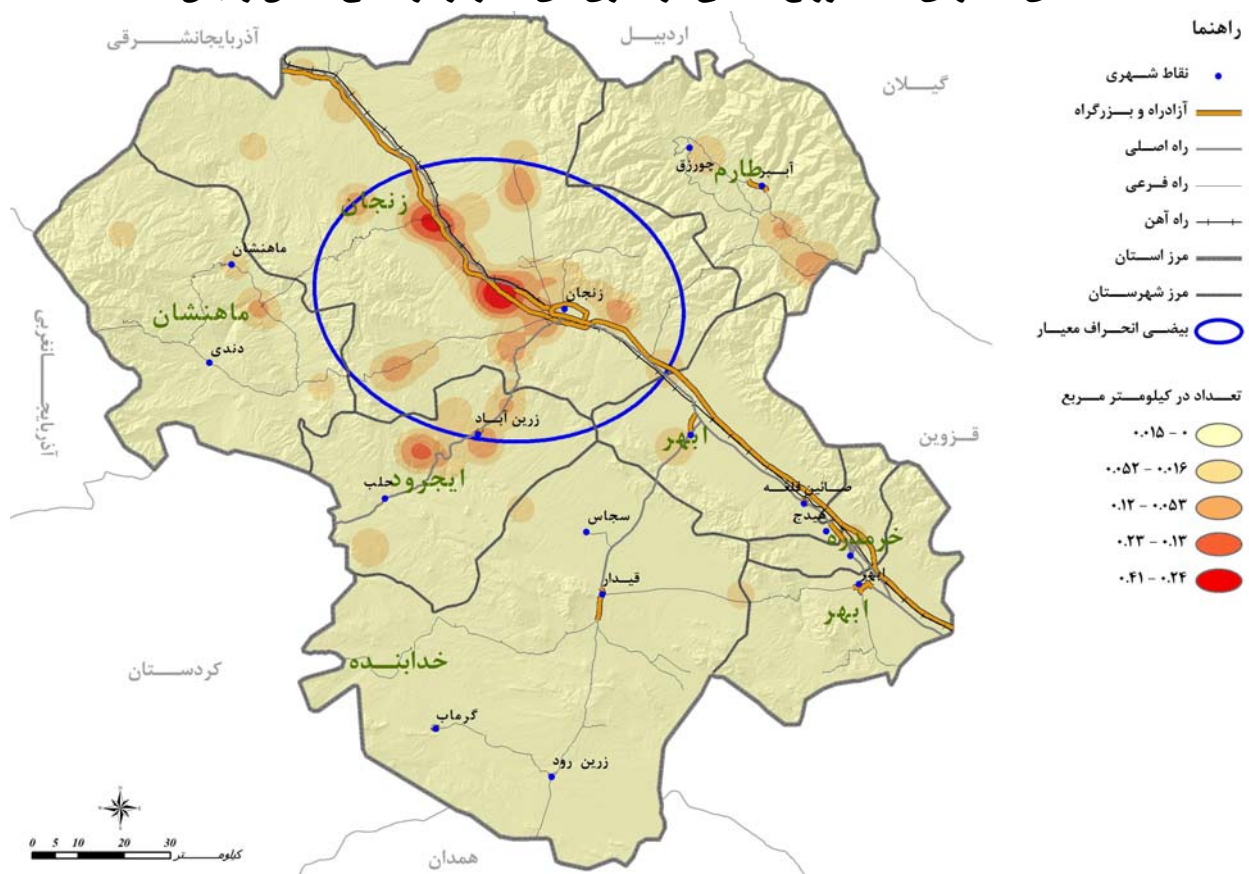 راهنما
نقاط شهری
آزادراه و بزرگراه
راه اصلی
راه فرعی
راه آهن
مرز استان
مرز شهرستان
بیضی انحراف معیار
تعداد در کیلومتر مربع
۰.۰۱۵ - ۰
۰.۰۵۲ - ۰.۰۱۶
۰.۱۲ - ۰.۰۵۳
۰.۲۳ - ۰.۱۳
۰.۴۱ - ۰.۲۴
آذربایجانشرقی
اردبیل
گیلان
چورزق
آببر
طارم
زنجان
ماهنشان
زنجان
ماهنشان
دندی
آذربایجانغربی
قزوین
زرین آباد
ابهر
ایجرود
حلب
سجاس
صائین قلعه
هیدج
خرمدره
قیدار
ابهر
ابهر
خدابنده
کردستان
گرماب
زرین رود
همدان
0 5 10 20 30
کیلومتر